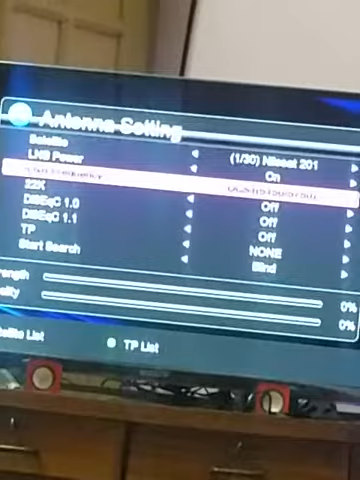 Antenna Setting
Satellite (1/30) Nilesat 201
LNB Power On
22K Off
DiSEqC 1.0 Off
DiSEqC 1.1 Off
TP NONE
Start Search Blind
0%
0%
TP List